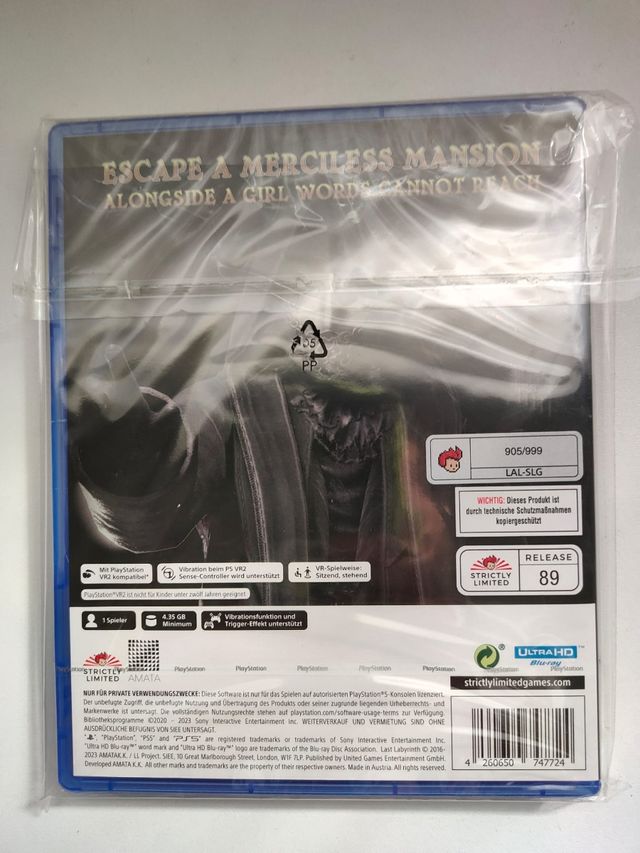 ESCAPE A MERCILESS MANSION
ALONGSIDE A GIRL WORDS CANNOT REACH
05
PP
905/999
LAL-SLG
WICHTIG: Dieses Produkt ist
durch technische Schutzmaßnahmen
kopiergeschützt
STRICTLY
LIMITED
RELEASE
89
Mit PlayStation
VR2 kompatibel*
Vibration beim PS VR2
Sense-Controller wird unterstützt
VR-Spielweise:
Sitzend, stehend
PlayStation®VR2 ist nicht für Kinder unter zwölf Jahren geeignet
1 Spieler
4.35 GB
Minimum
Vibrationsfunktion und
Trigger-Effekt unterstützt
STRICTLY
LIMITED
AMATA
PlayStation PlayStation PlayStation PlayStation PlayStation
ULTRA HD™
Blu-ray
strictlylimitedgames.com
NUR FÜR PRIVATE VERWENDUNGSZWECKE: Diese Software ist nur für das Spielen auf autorisierten PlayStation®5-Konsolen lizenziert.
Der unbefugte Zugriff, die unbefugte Nutzung und Übertragung des Produkts oder seiner zugrunde liegenden Urheberrechts- und
Markenwerke ist untersagt. Die vollständigen Nutzungsrechte stehen auf playstation.com/software-usage-terms zur Verfügung.
Bibliotheksprogramme ©2020 - 2023 Sony Interactive Entertainment Inc. WEITERVERKAUF UND VERMIETUNG SIND OHNE
AUSDRÜCKLICHE BEFUGNIS VON SIEE UNTERSAGT.
"PlayStation", "PS5" and "PS5" are registered trademarks or trademarks of Sony Interactive Entertainment Inc.
"Ultra HD Blu-ray™" word mark and "Ultra HD Blu-ray™" logo are trademarks of the Blu-ray Disc Association. Last Labyrinth © 2016-
2023 AMATA K.K. / LL Project. SIEE, 10 Great Marlborough Street, London, W1F 7LP. Published by United Games Entertainment GmbH.
Developed AMATA K.K. All other marks and trademarks are the property of their respective owners. Made in Austria. All rights reserved.
4 260650 747724